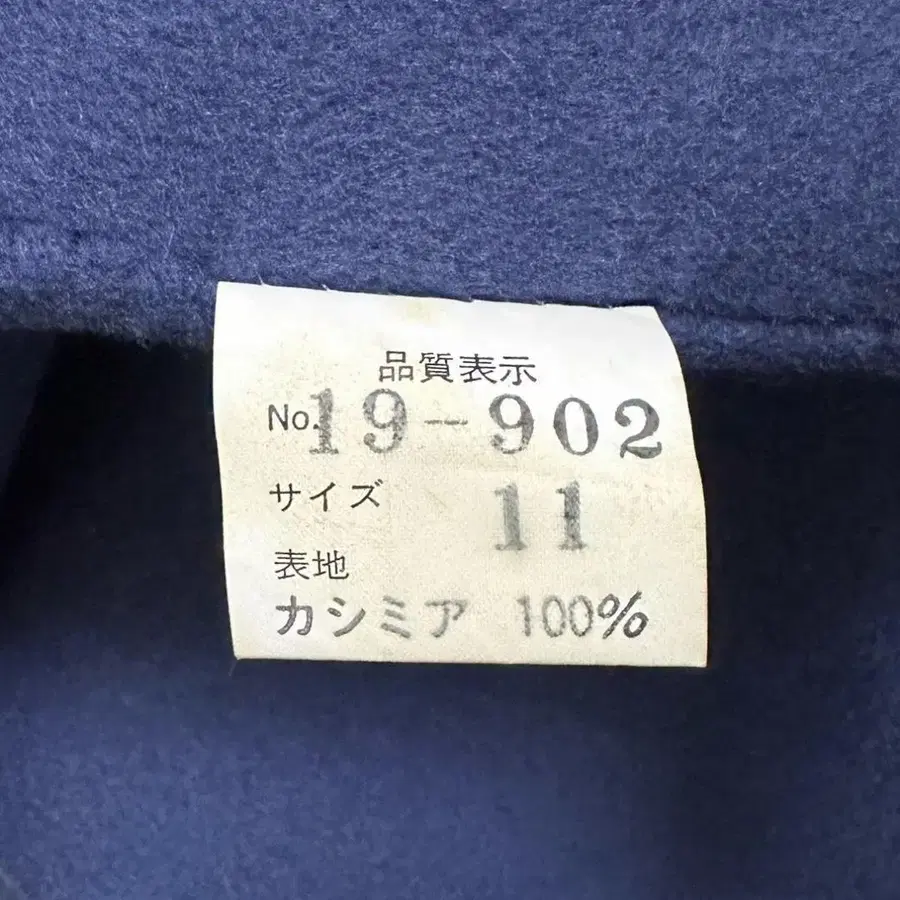 品質表示
No.19-902
サイズ 11
表地
カシミア 100%